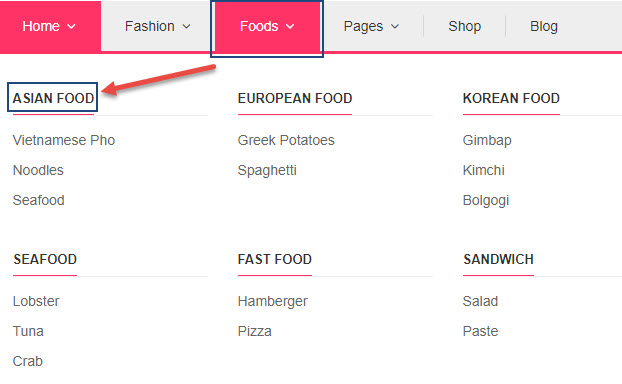 Home Fashion Foods Pages Shop Blog
ASIAN FOOD EUROPEAN FOOD KOREAN FOOD
Vietnamese Pho Greek Potatoes Gimbap
Noodles Spaghetti Kimchi
Seafood Bolgogi
SEAFOOD FAST FOOD SANDWICH
Lobster Hamberger Salad
Tuna Pizza Paste
Crab